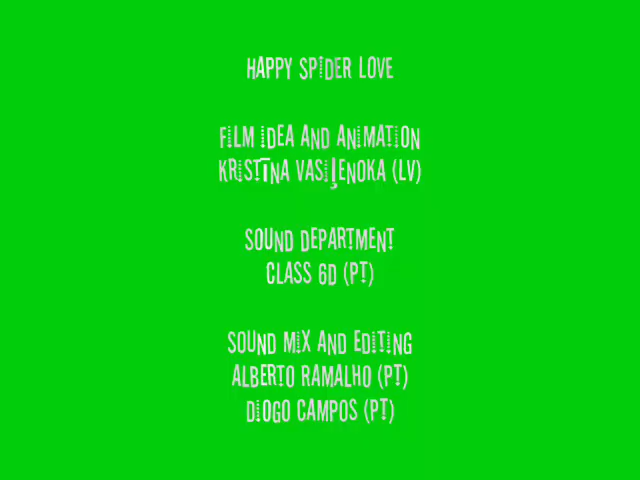 HAPPY SPiDER LOVE
FiLM iDEA AND ANiMATiON
KRiSTĪNA VASiĻENOKA (LV)
SOUND DEPARTMENT
CLASS 6D (PT)
SOUND MiX AND EDiTiNG
ALBERTO RAMALHO (PT)
DiOGO CAMPOS (PT)